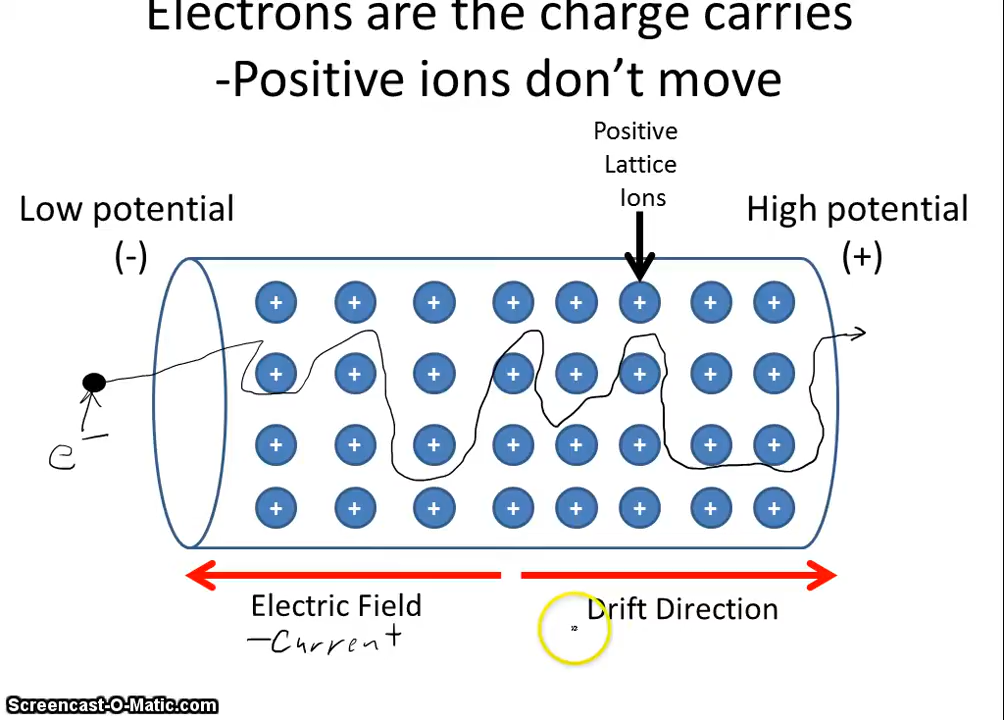 Electrons are the charge carries
-Positive ions don't move
Positive
Lattice
Ions
Low potential
(-)
High potential
(+)
+ + + + + + + +
+ + + + + + + +
+ + + + + + + +
+ + + + + + + +
e−
Electric Field
-Current
Drift Direction
Screencast-O-Matic.com